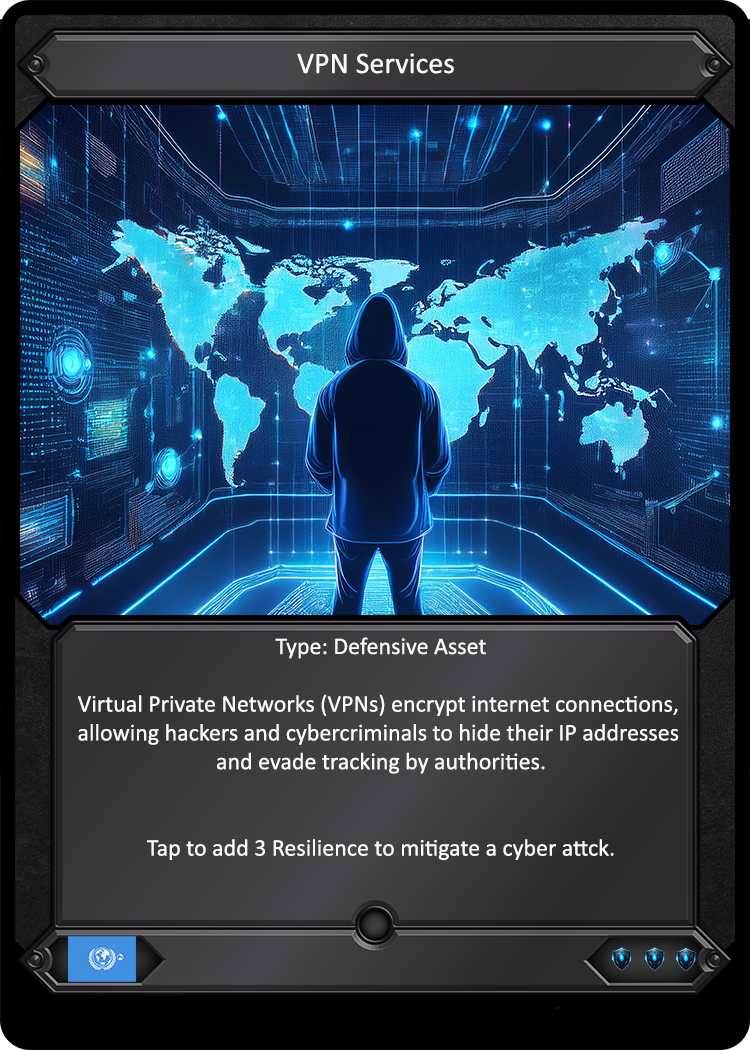 VPN Services
Type: Defensive Asset
Virtual Private Networks (VPNs) encrypt internet connections,
allowing hackers and cybercriminals to hide their IP addresses
and evade tracking by authorities.
Tap to add 3 Resilience to mitigate a cyber attck.